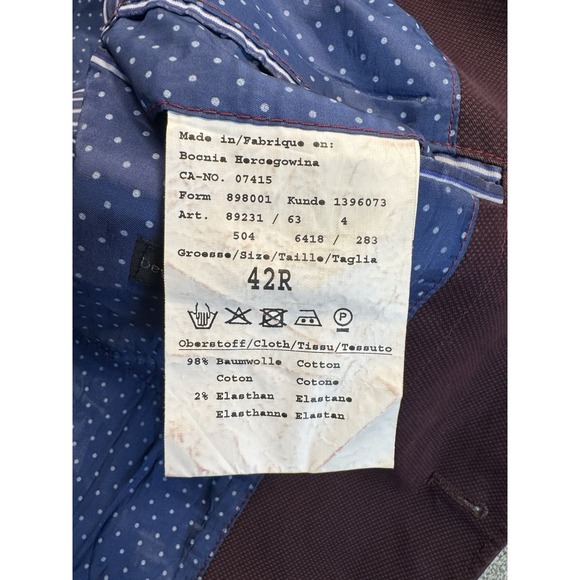 Made in/Fabrique en:
Bocnia Hercegowina
CA-NO. 07415
Form 898001 Kunde 1396073
Art. 89231 / 63 4
504 6418 / 283
Groesse/Size/Taille/Taglia
42R
P
Oberstoff/Cloth/Tissu/Tessuto
98% Baumwolle Cotton
Coton Cotone
2% Elasthan Elastane
Elasthanne Elastan